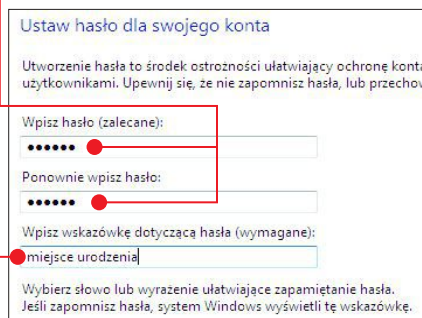 Ustaw hasło dla swojego konta
Utworzenie hasła to środek ostrożności ułatwiający ochronę
użytkownikami. Upewnij się, że nie zapomnisz hasła, lub
Wpisz hasło (zalecane):
••••••
Ponownie wpisz hasło:
••••••
Wpisz wskazówkę dotyczącą hasła (wymagane):
miejsce urodzenia
Wybierz słowo lub wyrażenie ułatwiające zapamiętanie hasła.
Jeśli zapomnisz hasła, system Windows wyświetli tę wskazówkę.